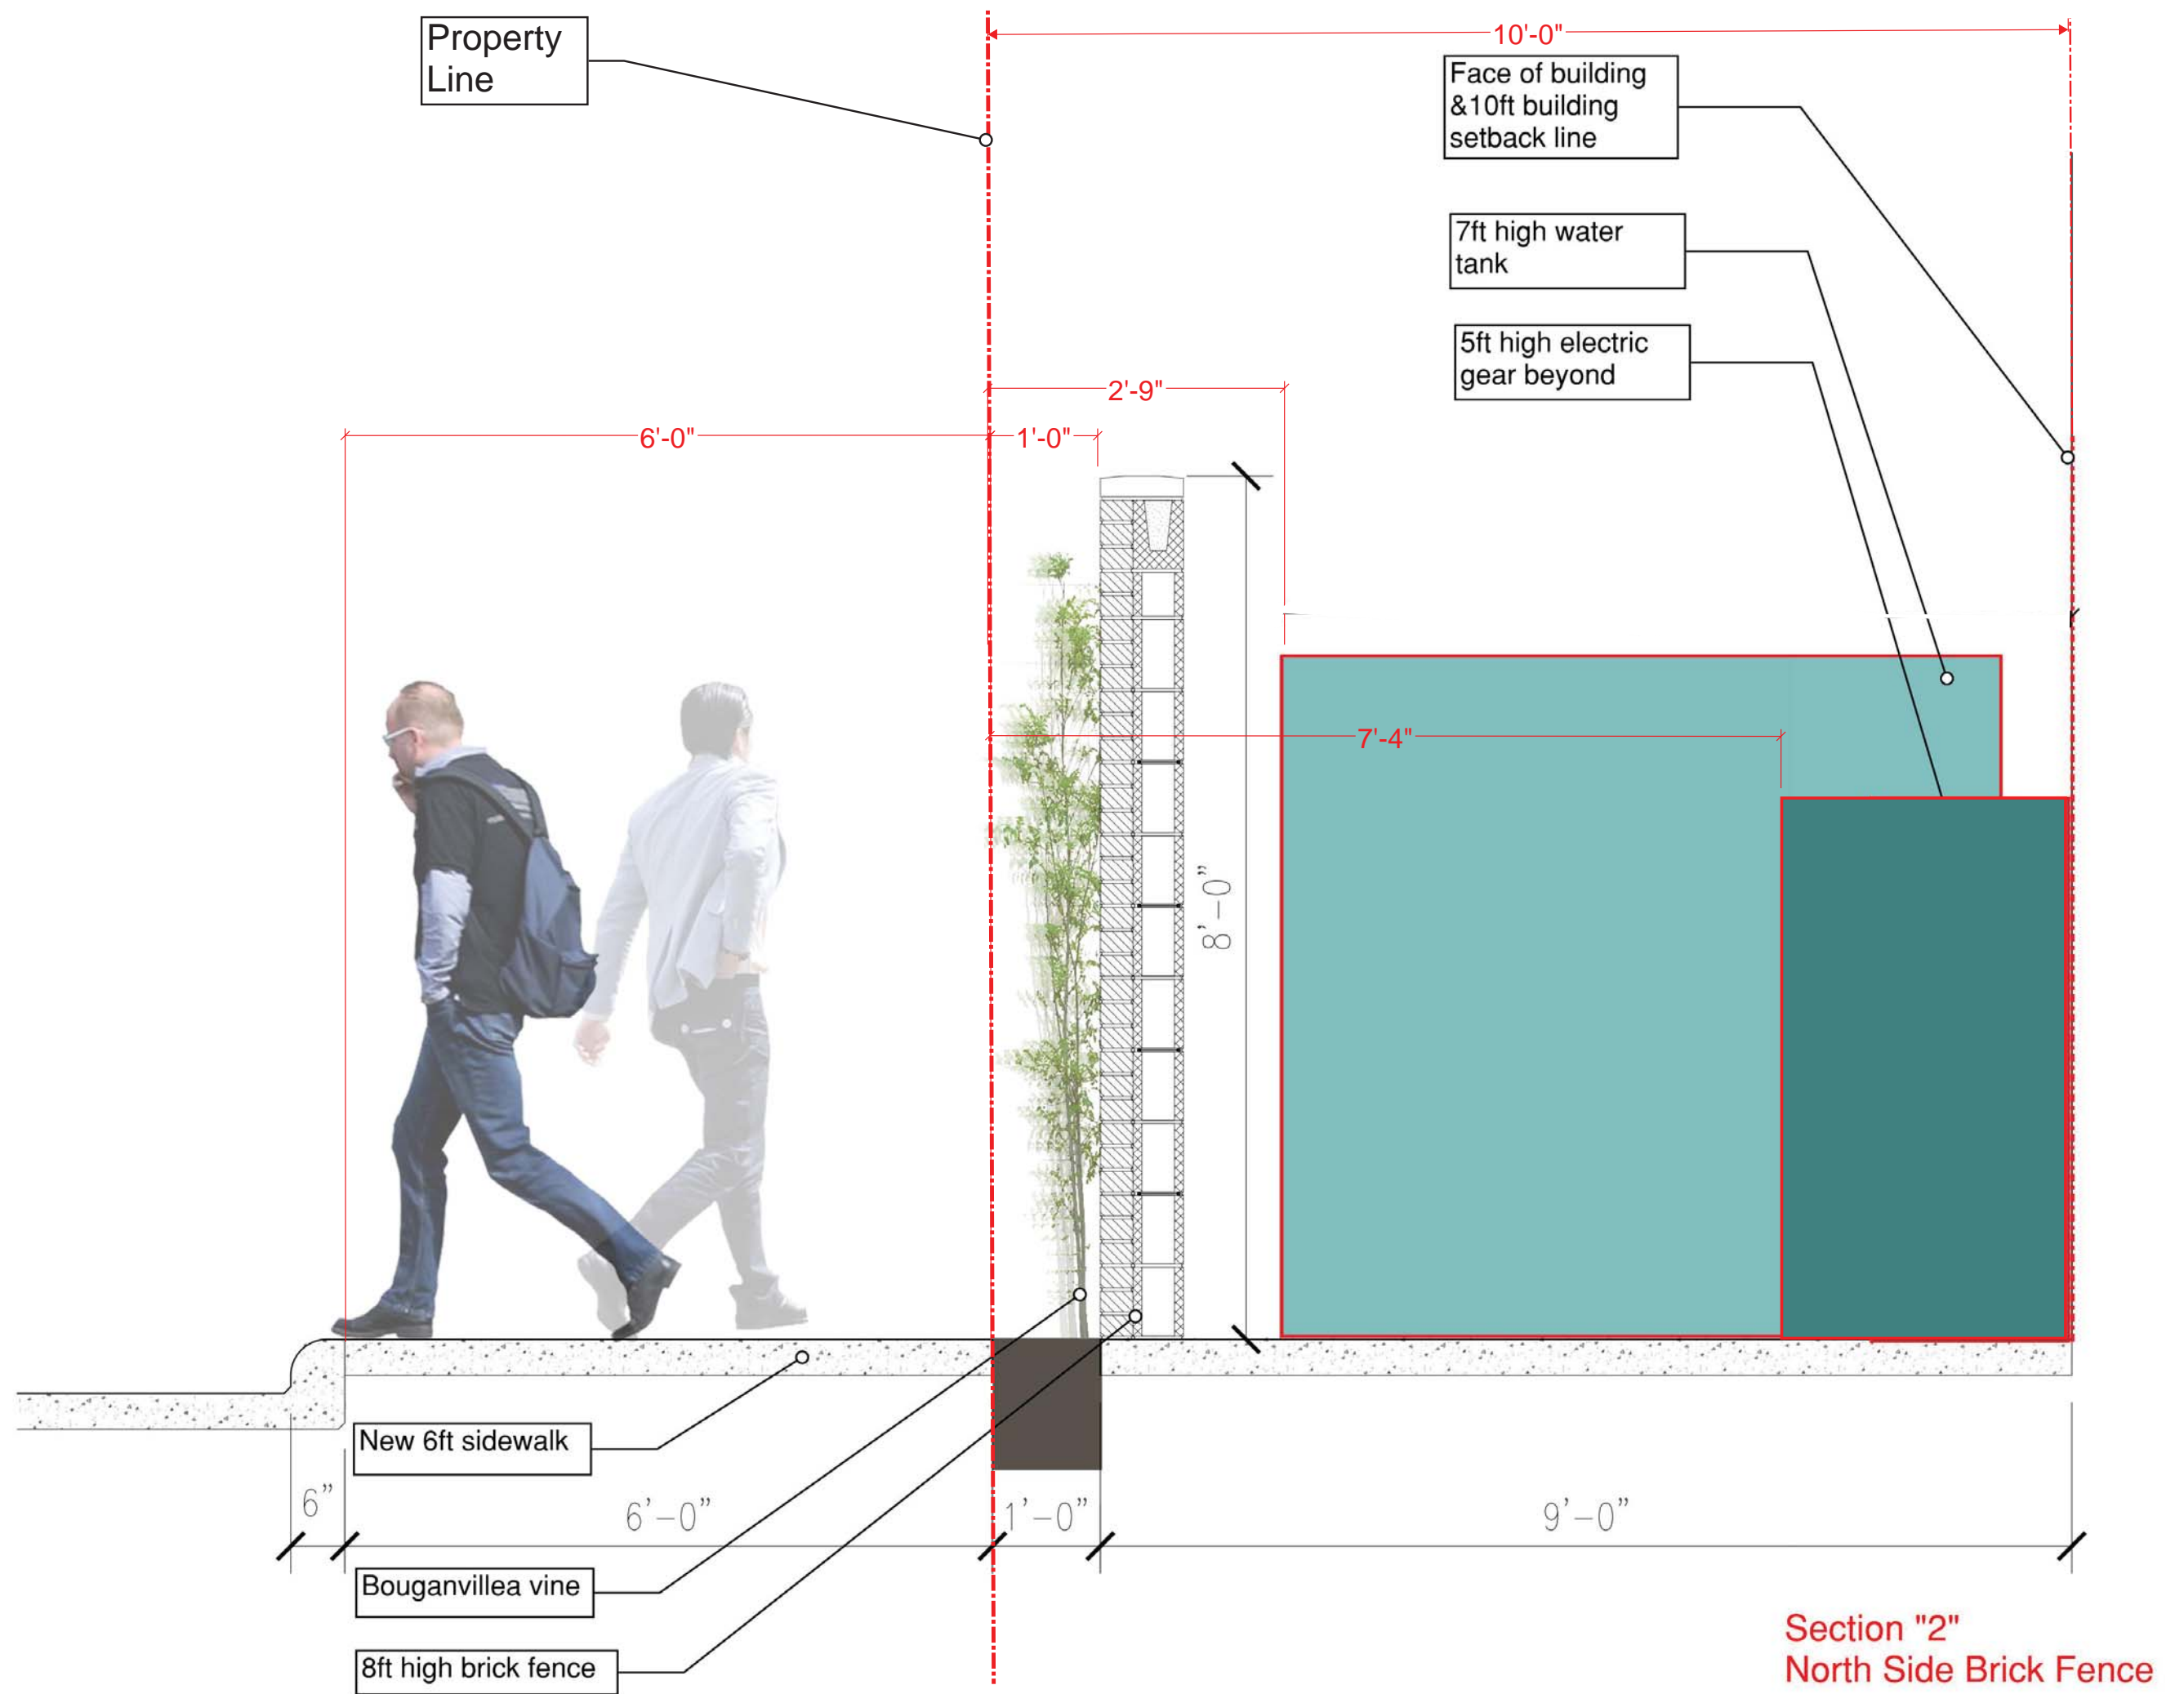 Property
Line
10'-0"
Face of building
&10ft building
setback line
7ft high water
tank
5ft high electric
gear beyond
2'-9"
6'-0"
1'-0"
7'-4"
8'-0"
New 6ft sidewalk
6"
6'-0"
1'-0"
9'-0"
Bouganvillea vine
8ft high brick fence
Section "2"
North Side Brick Fence